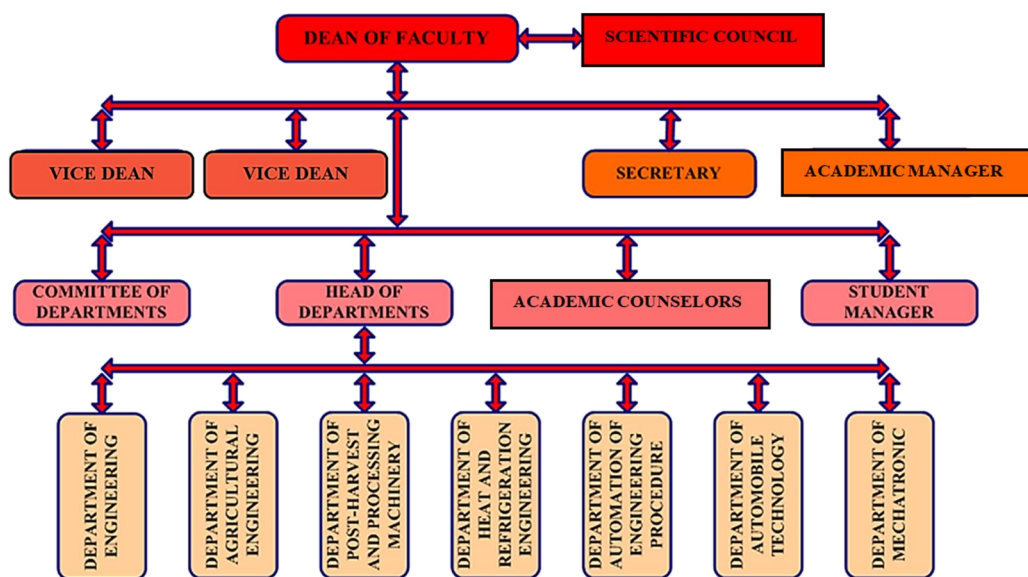 DEAN OF FACULTY
SCIENTIFIC COUNCIL
VICE DEAN
VICE DEAN
SECRETARY
ACADEMIC MANAGER
COMMITTEE OF
DEPARTMENTS
HEAD OF
DEPARTMENTS
ACADEMIC COUNSELORS
STUDENT
MANAGER
DEPARTMENT OF
ENGINEERING
DEPARTMENT OF
AGRICULTURAL
ENGINEERING
DEPARTMENT OF
POST-HARVEST
AND PROCESSING
MACHINERY
DEPARTMENT OF
HEAT AND
REFRIGERATION
ENGINEERING
DEPARTMENT OF
AUTOMATION OF
ENGINEERING
PROCEDURE
DEPARTMENT OF
AUTOMOBILE
TECHNOLOGY
DEPARTMENT OF
MECHATRONIC